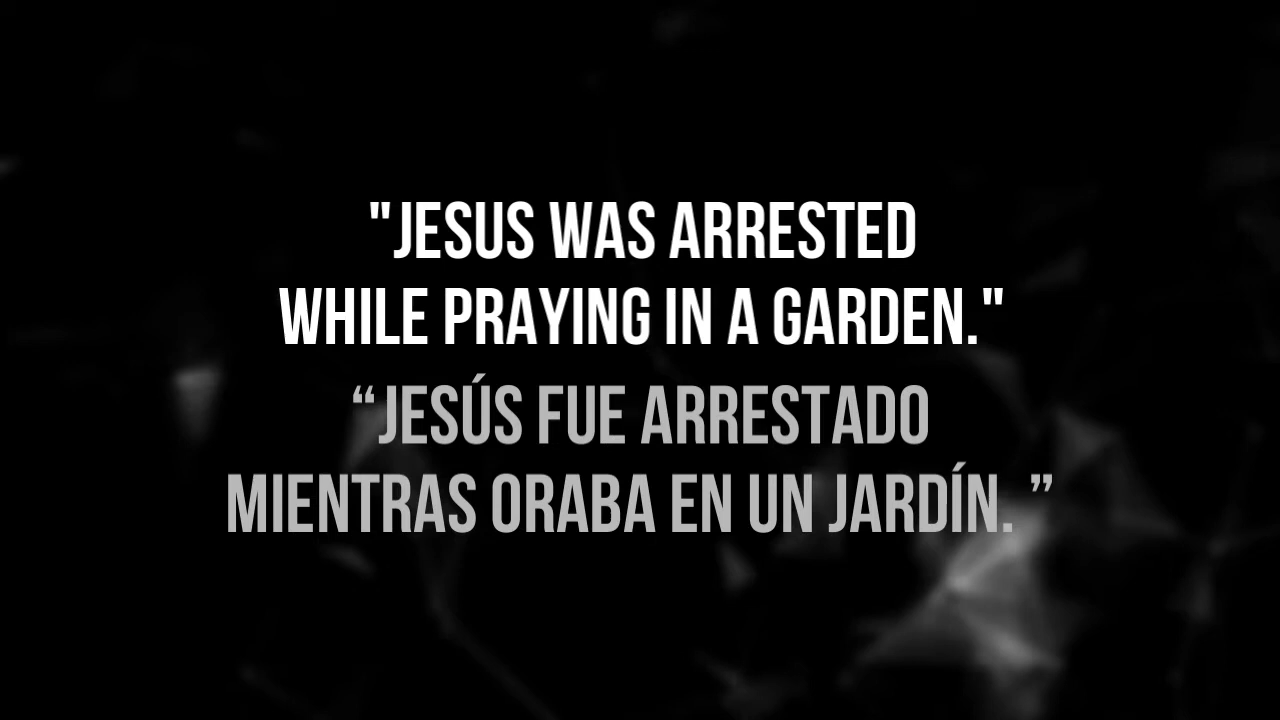 "JESUS WAS ARRESTED
WHILE PRAYING IN A GARDEN."
“JESÚS FUE ARRESTADO
MIENTRAS ORABA EN UN JARDÍN. ”